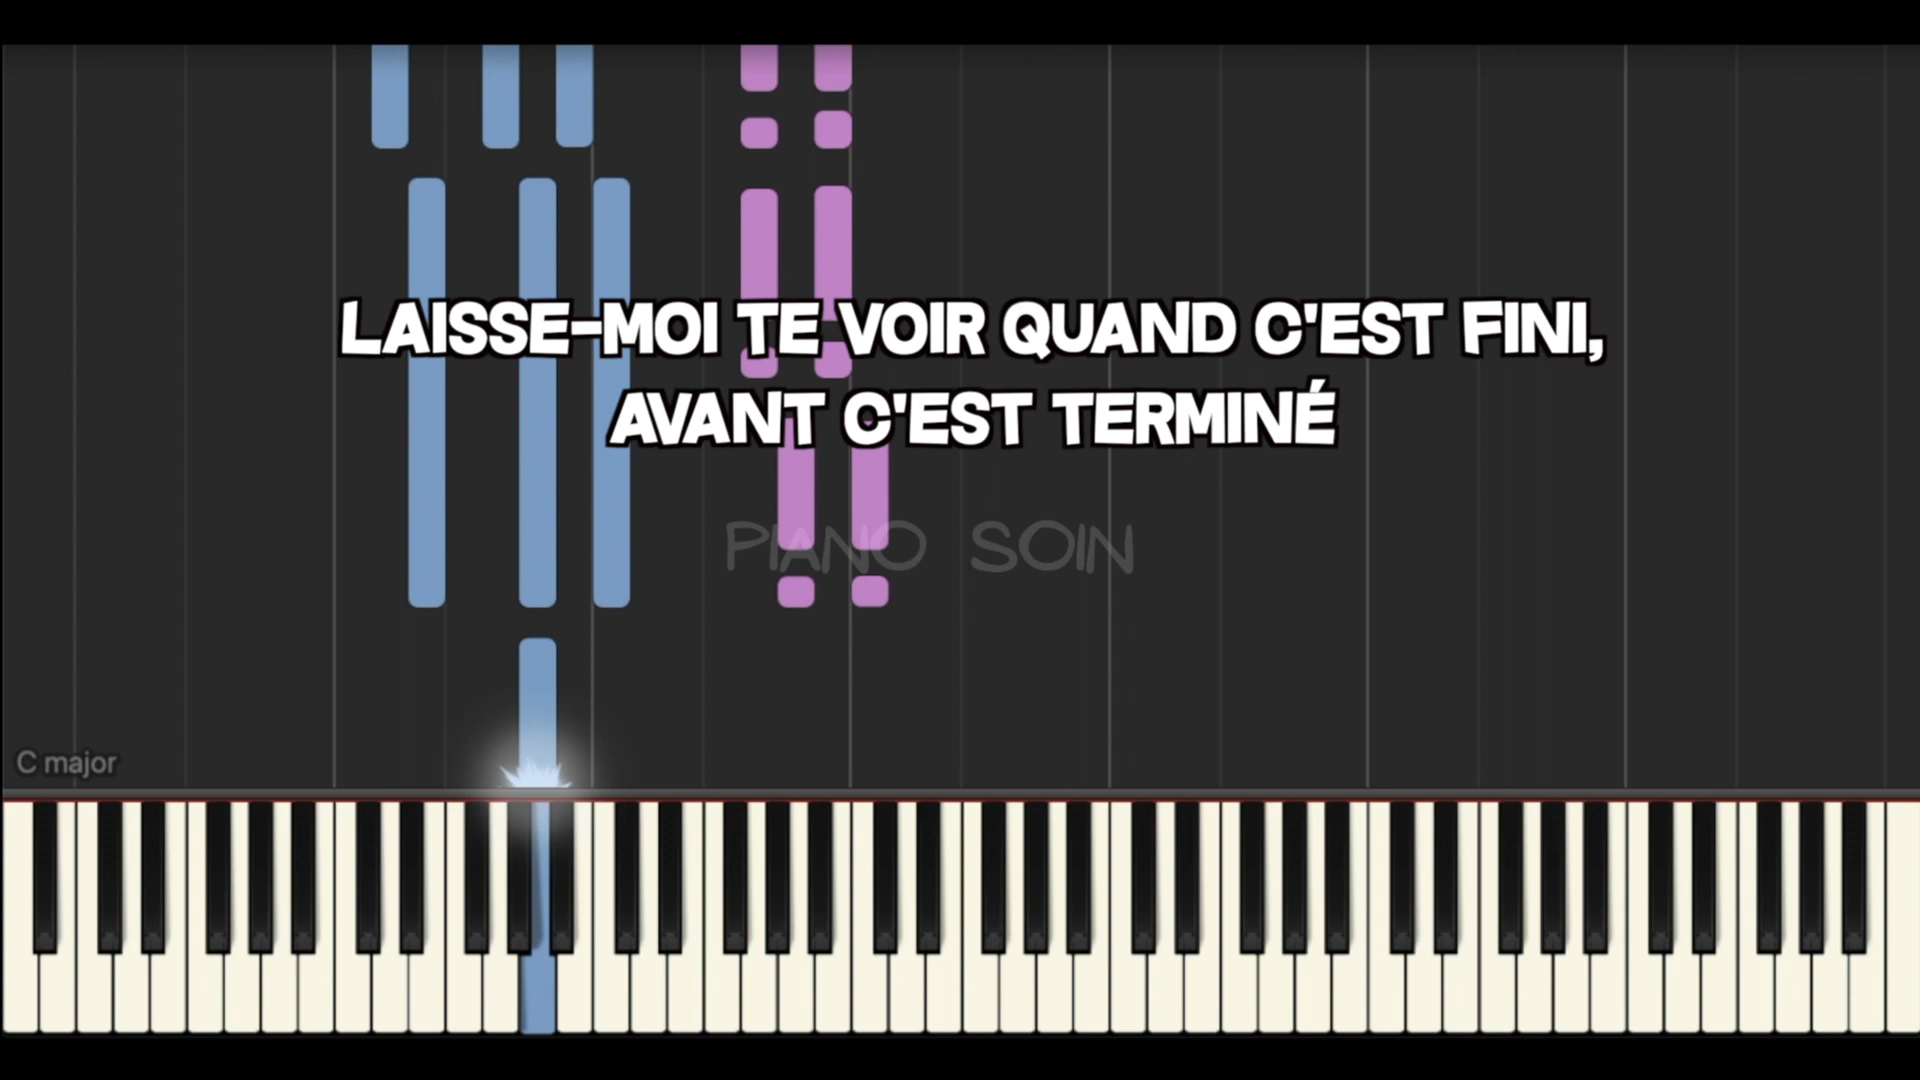 LAISSE-MOI TE VOIR QUAND C'EST FINI,
AVANT C'EST TERMINÉ
PIANO SOIN
C major